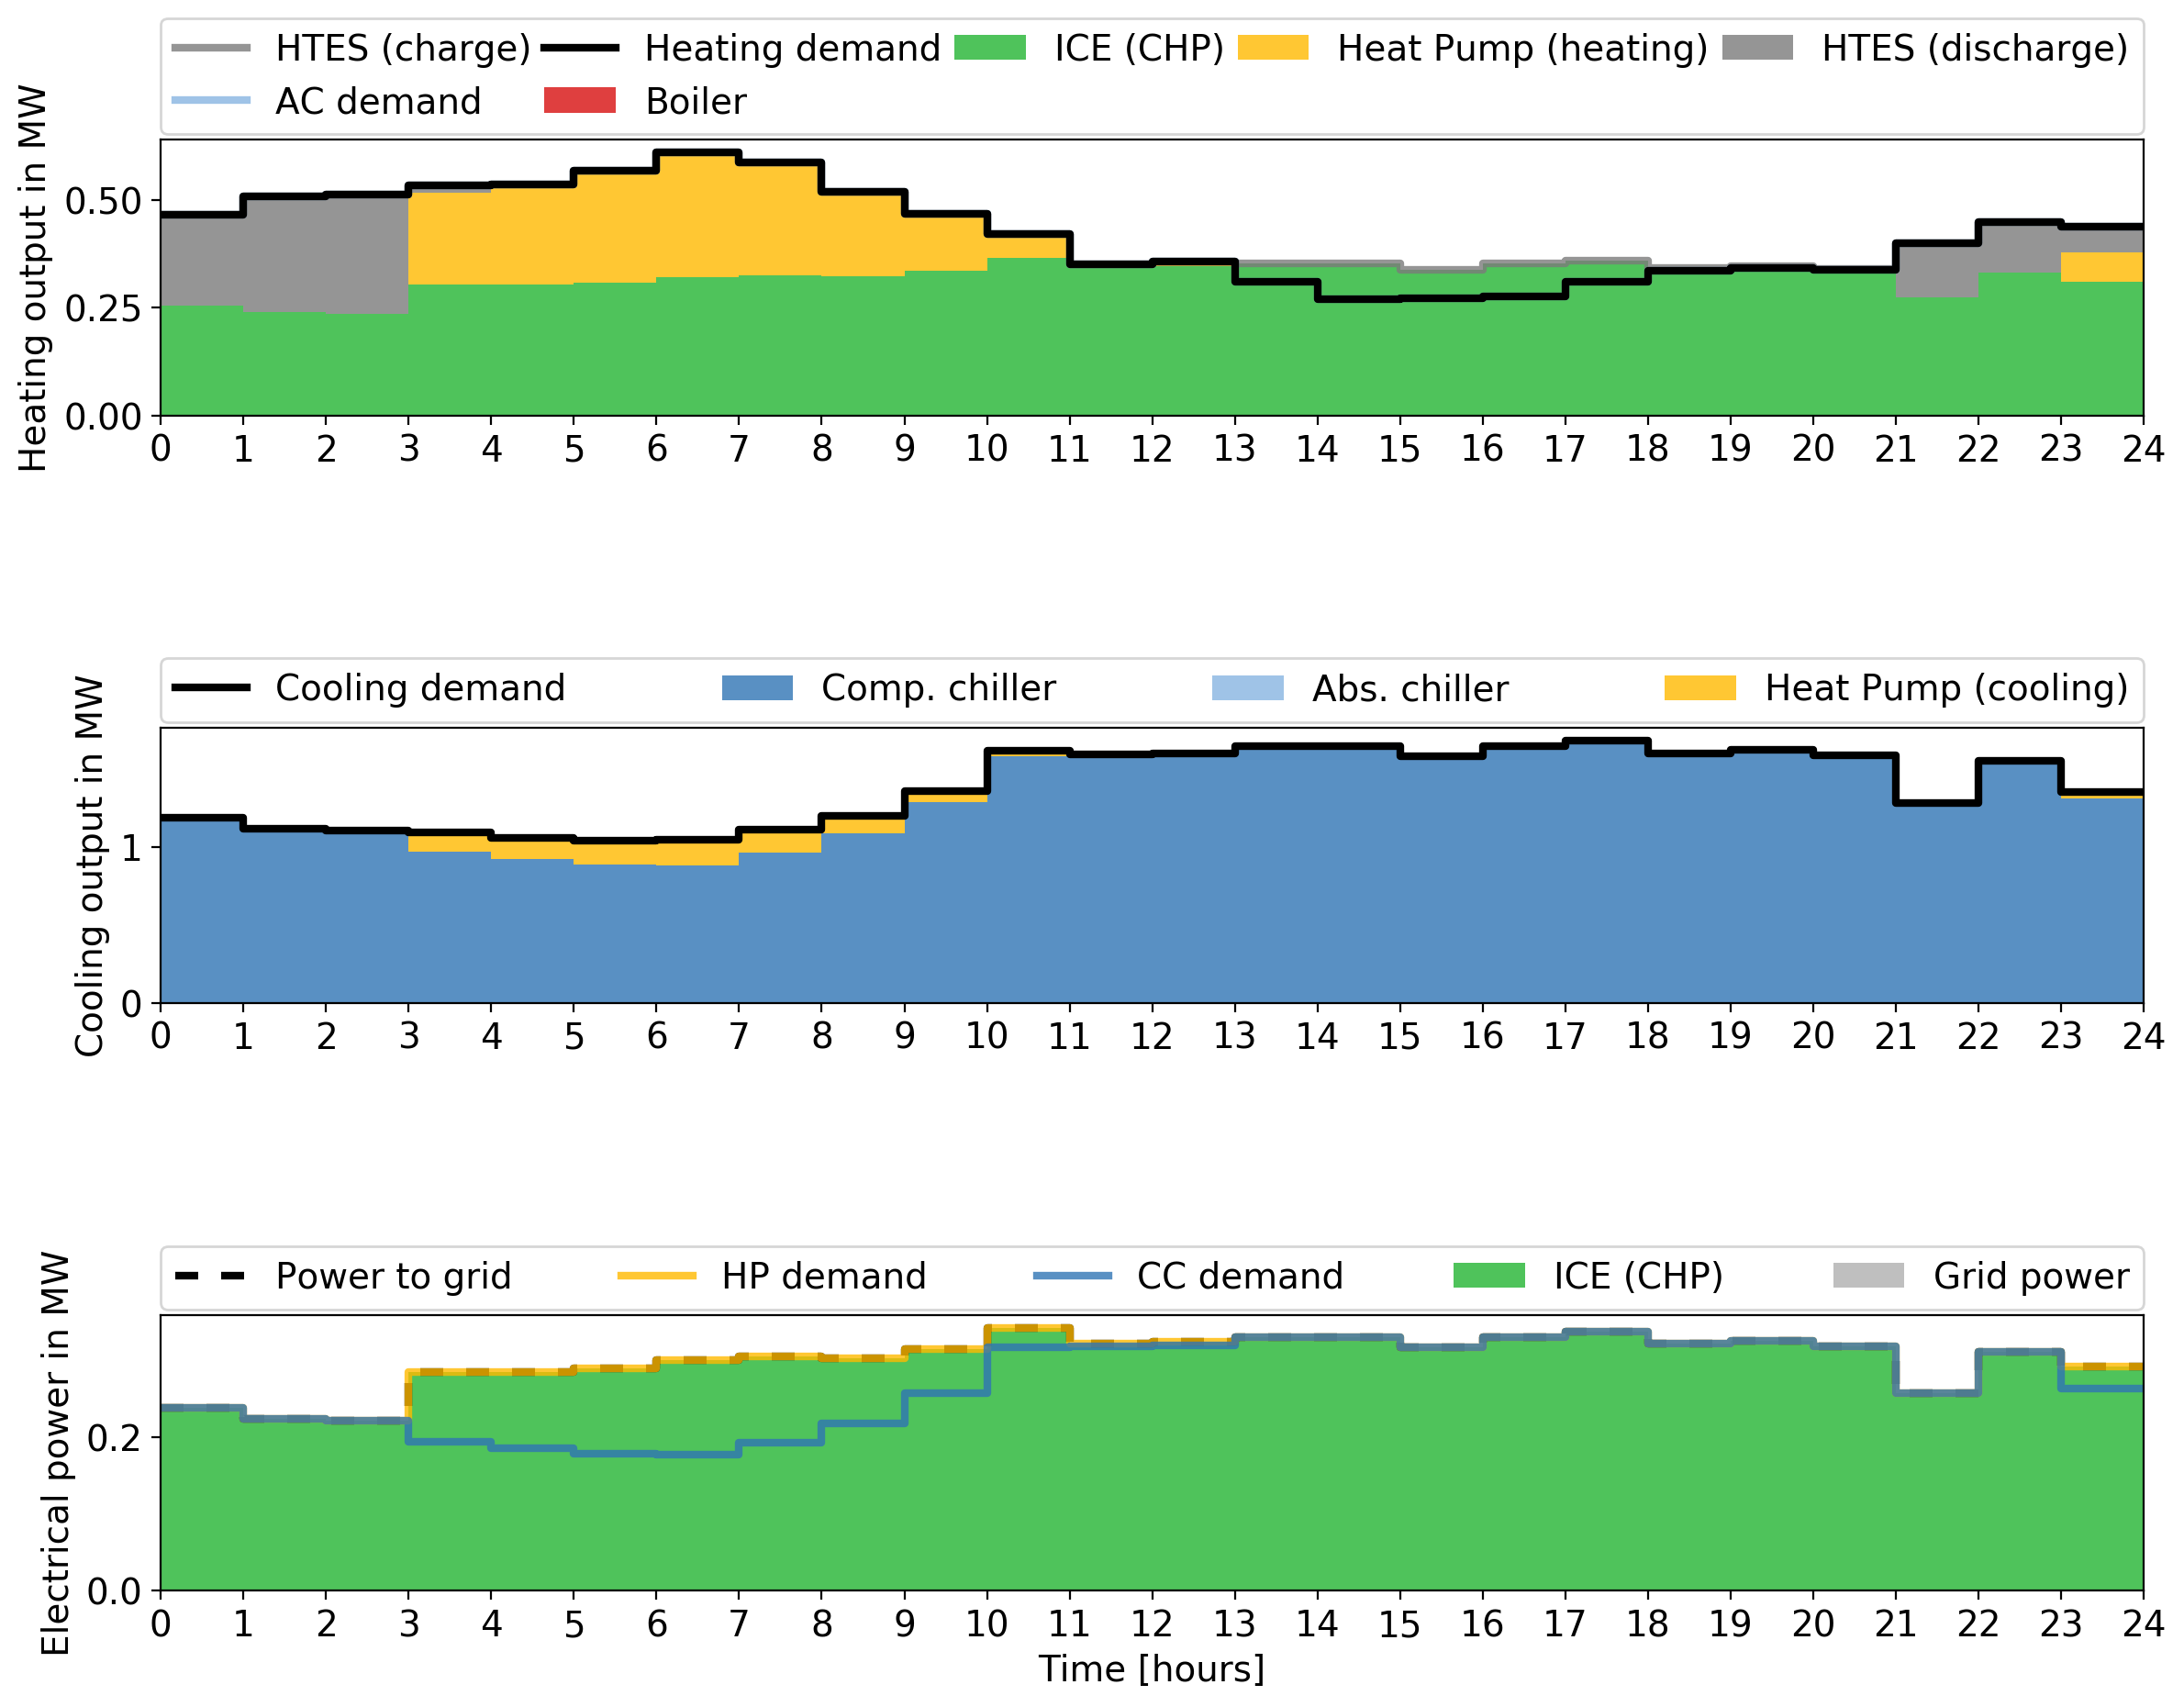 HTES (charge) Heating demand ICE (CHP) Heat Pump (heating) HTES (discharge)
AC demand Boiler
Heating output in MW
0.50
0.25
0.00
0 1 2 3 4 5 6 7 8 9 10 11 12 13 14 15 16 17 18 19 20 21 22 23 24
Cooling demand Comp. chiller Abs. chiller Heat Pump (cooling)
Cooling output in MW
1
0
0 1 2 3 4 5 6 7 8 9 10 11 12 13 14 15 16 17 18 19 20 21 22 23 24
Power to grid HP demand CC demand ICE (CHP) Grid power
Electrical power in MW
0.2
0.0
0 1 2 3 4 5 6 7 8 9 10 11 12 13 14 15 16 17 18 19 20 21 22 23 24
Time [hours]